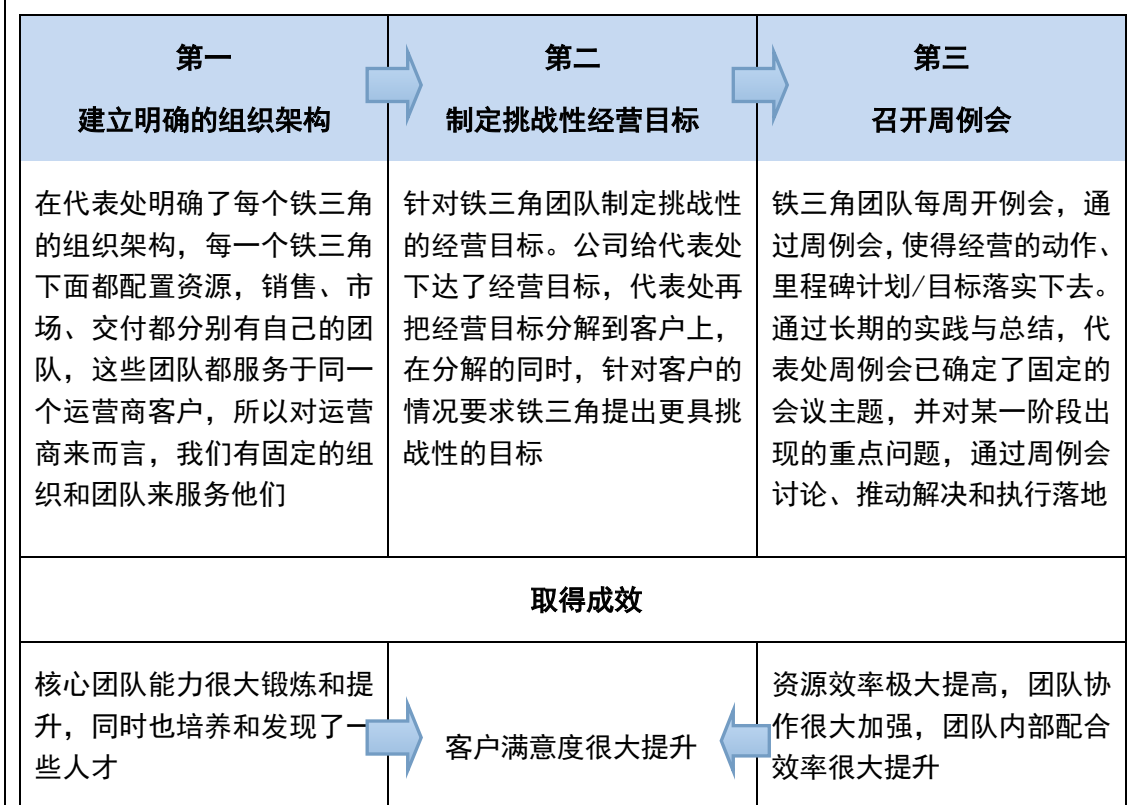 第一
建立明确的组织架构
第二
制定挑战性经营目标
第三
召开周例会
在代表处明确了每个铁三角
的组织架构，每一个铁三角
下面都配置资源，销售、市
场、交付都分别有自己的团
队，这些团队都服务于同一
个运营商客户，所以对运营
商来而言，我们有固定的组
织和团队来服务他们
针对铁三角团队制定挑战性
的经营目标。公司给代表处
下达了经营目标，代表处再
把经营目标分解到客户上，
在分解的同时，针对客户的
情况要求铁三角提出更具挑
战性的目标
铁三角团队每周开例会，通
过周例会，使得经营的动作、
里程碑计划/目标落实下去。
通过长期的实践与总结，代
表处周例会已确定了固定的
会议主题，并对某一阶段出
现的重点问题，通过周例会
讨论、推动解决和执行落地
取得成效
核心团队能力很大锻炼和提
升，同时也培养和发现了一
些人才
客户满意度很大提升
资源效率极大提高，团队协
作很大加强，团队内部配合
效率很大提升